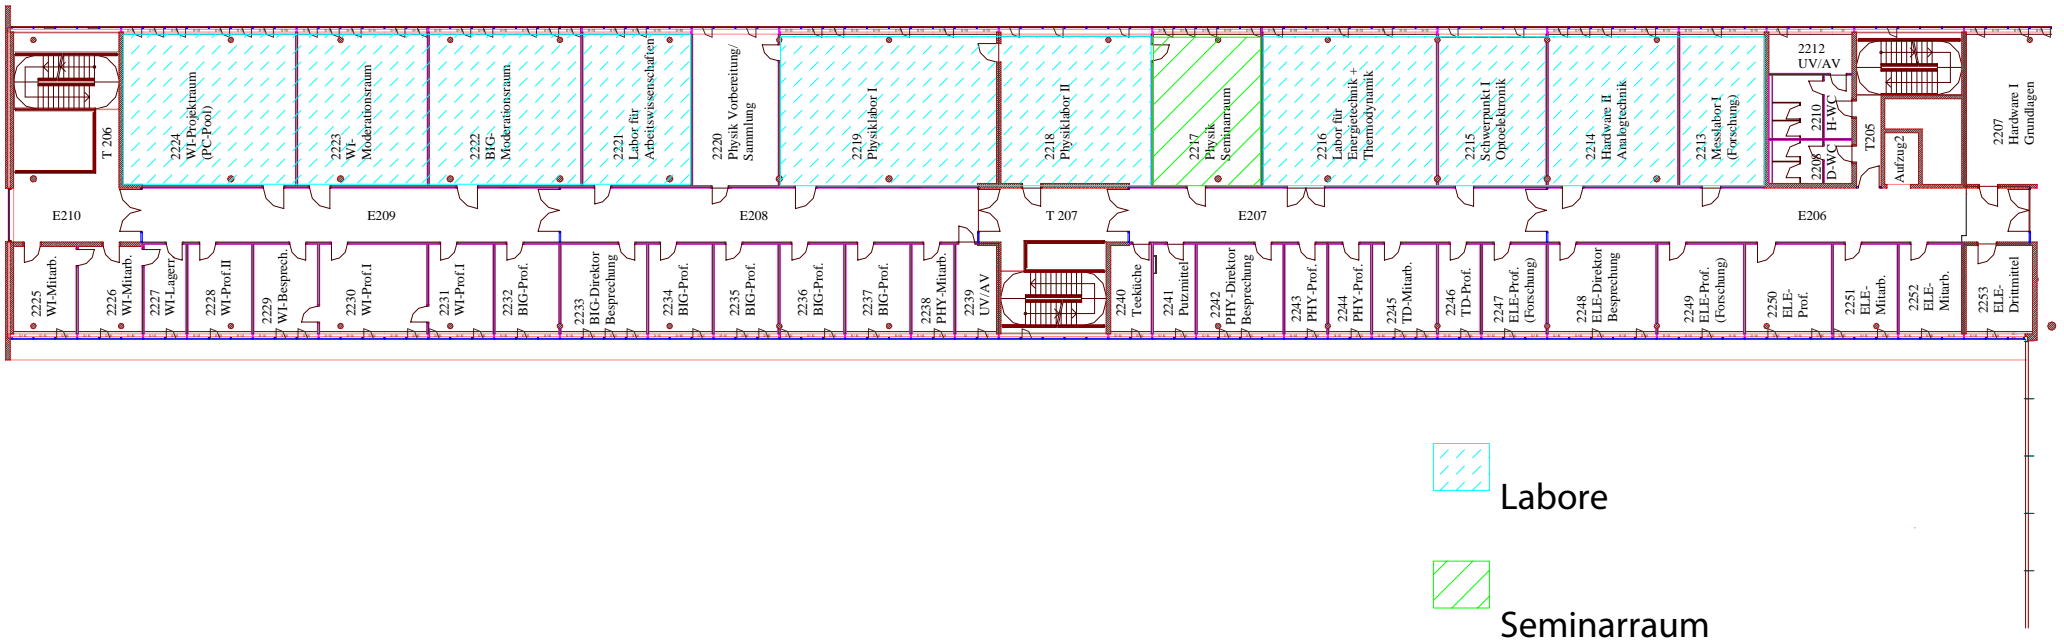 T 206
2224
WI-Projektraum
(PC-Pool)
2223
WI-
Moderationsraum
2222
BIG-
Moderationsraum
2221
Labor für
Arbeitswissenschaften
2220
Physik Vorbereitung/
Sammlung
2219
Physiklabor I
2218
Physiklabor II
2217
Physik
Seminarraum
2216
Labor für
Energietechnik +
Thermodynamik
2215
Schwerpunkt I
Optoelektronik
2214
Hardware II
Analogtechnik
2213
Messlabor I
(Forschung)
2212
UV/AV
2210
H-WC
2208
D-WC
T205
Aufzug2
2207
Hardware I
Grundlagen
E210
E209
E208
T 207
E207
E206
2225
WI-Mitarb.
2226
WI-Mitarb.
2227
WI-Lagerr.
2228
WI-Prof.II
2229
WI-Besprech.
2230
WI-Prof.I
2231
WI-Prof.I
2232
BIG-Prof.
2233
BIG-Direktor
Besprechung
2234
BIG-Prof.
2235
BIG-Prof.
2236
BIG-Prof.
2237
BIG-Prof.
2238
PHY-Mitarb.
2239
UV/AV
2240
Teeküche
2241
Putzmittel
2242
PHY-Direktor
Besprechung
2243
PHY-Prof.
2244
PHY-Prof.
2245
TD-Mitarb.
2246
TD-Prof.
2247
ELE-Prof.
(Forschung)
2248
ELE-Direktor
Besprechung
2249
ELE-Prof.
(Forschung)
2250
ELE-
Prof.
2251
ELE-
Mitarb.
2252
ELE-
Mitarb.
2253
ELE-
Drittmittel
Labore
Seminarraum